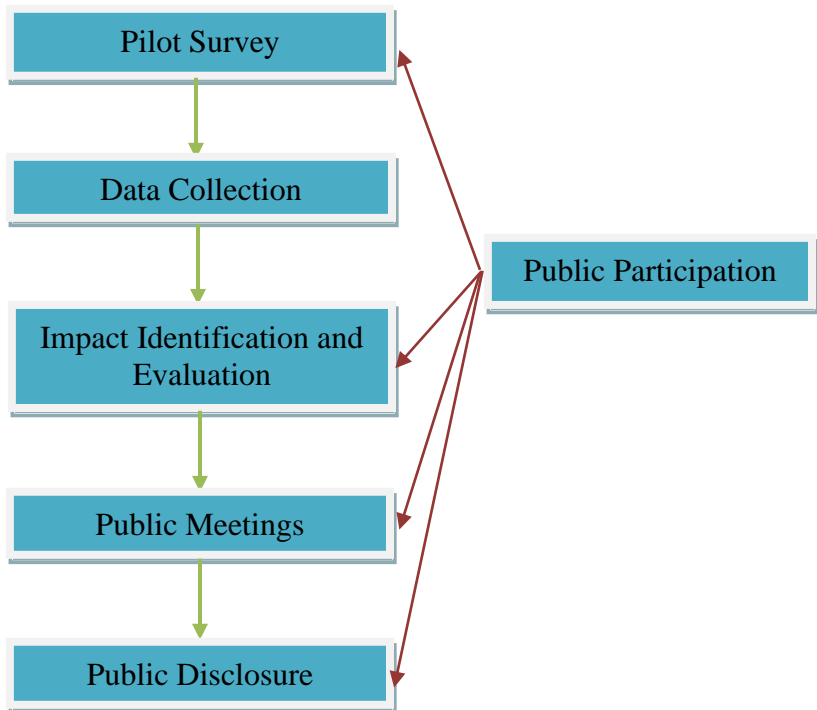 Pilot Survey
Data Collection
Public Participation
Impact Identification and
Evaluation
Public Meetings
Public Disclosure